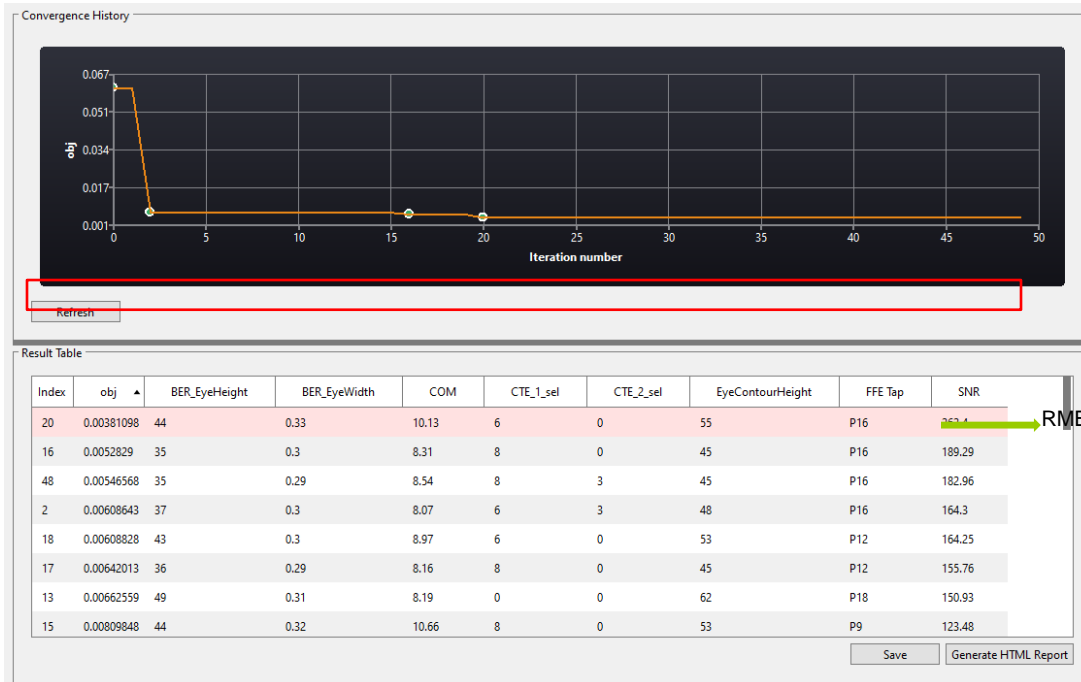 Convergence History
0.067
0.051
0.034
0.017
0.001
obj
0 5 10 15 20 25 30 35 40 45 50
Iteration number
Refresh
Result Table
Index obj BER_EyeHeight BER_EyeWidth COM CTE_1_sel CTE_2_sel EyeContourHeight FFE Tap SNR
20 0.00381098 44 0.33 10.13 6 0 55 P16
16 0.0052829 35 0.3 8.31 8 0 45 P16 189.29
48 0.00546568 35 0.29 8.54 8 3 45 P16 182.96
2 0.00608643 37 0.3 8.07 6 3 48 P16 164.3
18 0.00608828 43 0.3 8.97 6 0 53 P12 164.25
17 0.00642013 36 0.29 8.16 8 0 45 P12 155.76
13 0.00662559 49 0.31 8.19 0 0 62 P18 150.93
15 0.00809848 44 0.32 10.66 8 0 53 P9 123.48
Save Generate HTML Report